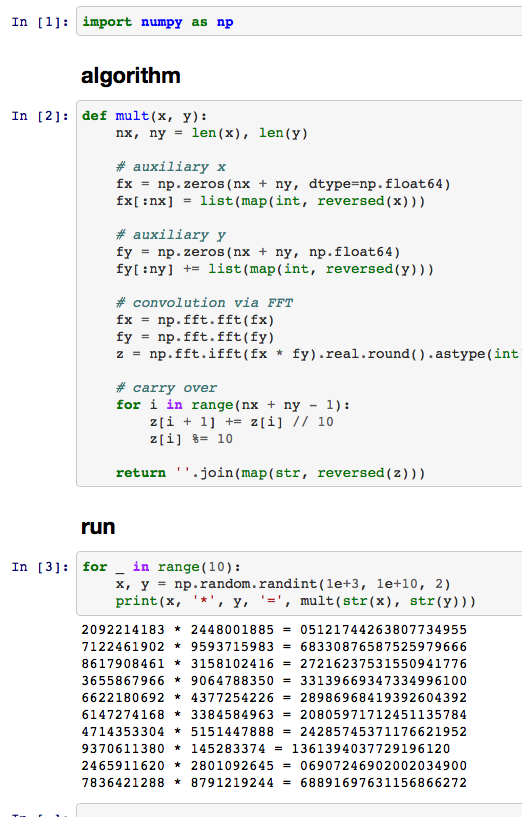 In [1]: import numpy as np
algorithm
In [2]: def mult(x, y):
    nx, ny = len(x), len(y)
    # auxiliary x
    fx = np.zeros(nx + ny, dtype=np.float64)
    fx[:nx] = list(map(int, reversed(x)))
    # auxiliary y
    fy = np.zeros(nx + ny, np.float64)
    fy[:ny] += list(map(int, reversed(y)))
    # convolution via FFT
    fx = np.fft.fft(fx)
    fy = np.fft.fft(fy)
    z = np.fft.ifft(fx * fy).real.round().astype(int
    # carry over
    for i in range(nx + ny - 1):
        z[i + 1] += z[i] // 10
        z[i] %= 10
    return ''.join(map(str, reversed(z)))
run
In [3]: for _ in range(10):
    x, y = np.random.randint(1e+3, 1e+10, 2)
    print(x, '*', y, '=', mult(str(x), str(y)))
2092214183 * 2448001885 = 05121744263807734955
7122461902 * 9593715983 = 68330876587525979666
8617908461 * 3158102416 = 27216237531550941776
3655867966 * 9064788350 = 33139669347334996100
6622180692 * 4377254226 = 28986968419392604392
6147274168 * 3384584963 = 20805971712451135784
4714353304 * 5151447888 = 24285745371176621952
9370611380 * 145283374 = 1361394037729196120
2465911620 * 2801092645 = 06907246902002034900
7836421288 * 8791219244 = 68891697631156866272